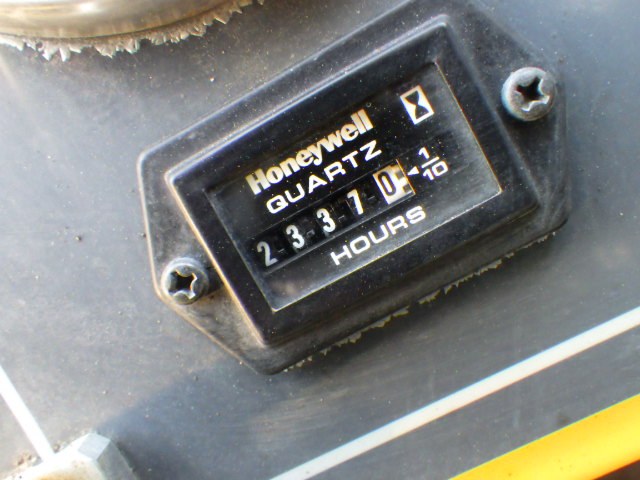 Honeywell
QUARTZ
2 3 3 7 0 1/10
HOURS